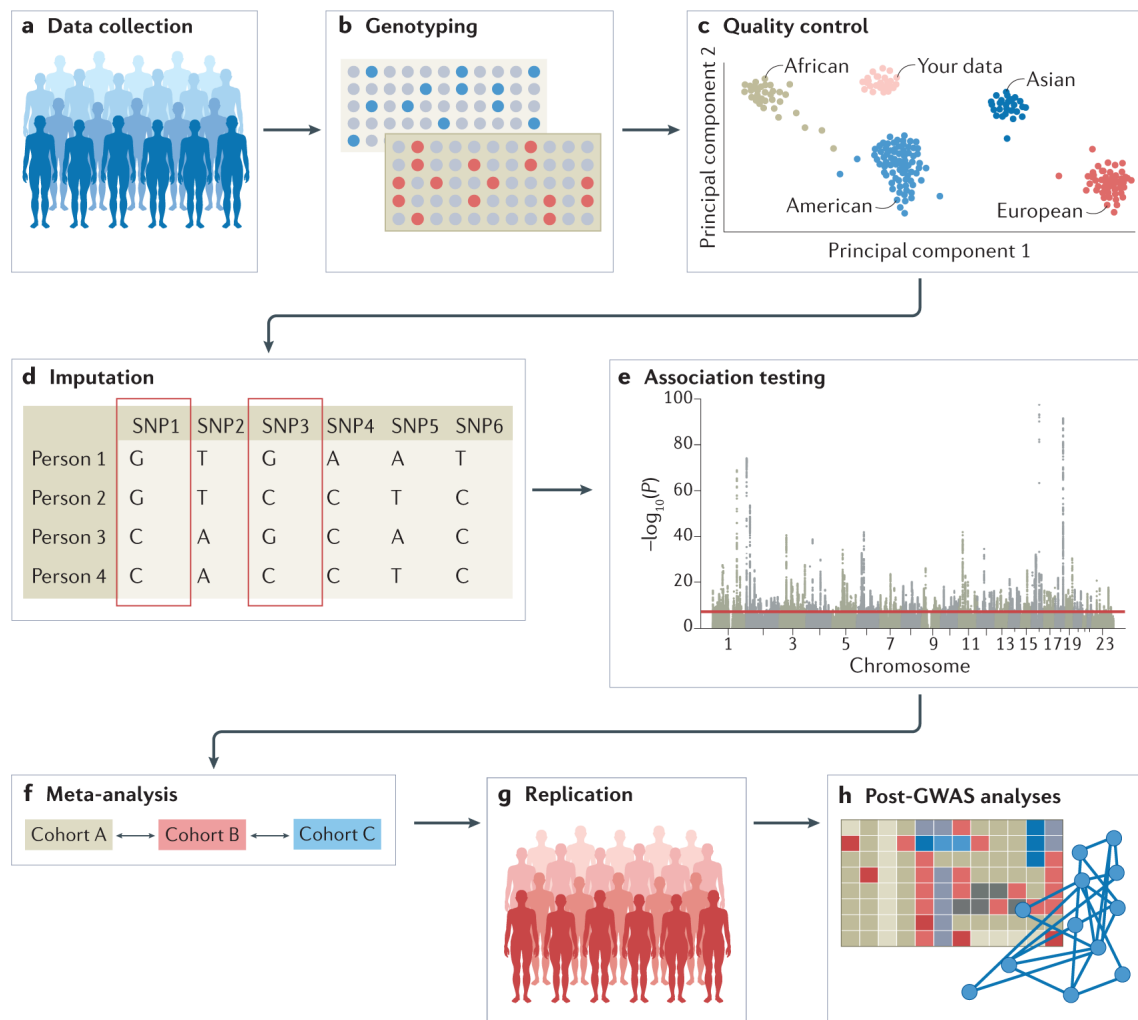 a Data collection
b Genotyping
c Quality control
African
Your data
Asian
American
European
Principal component 2
Principal component 1
d Imputation
SNP1 SNP2 SNP3 SNP4 SNP5 SNP6
Person 1 G T G A A T
Person 2 G T C C T C
Person 3 C A G C A C
Person 4 C A C C T C
e Association testing
100
80
60
40
20
0
–log10(P)
1 3 5 7 9 11 13 15 17 19 23
Chromosome
f Meta-analysis
Cohort A Cohort B Cohort C
g Replication
h Post-GWAS analyses